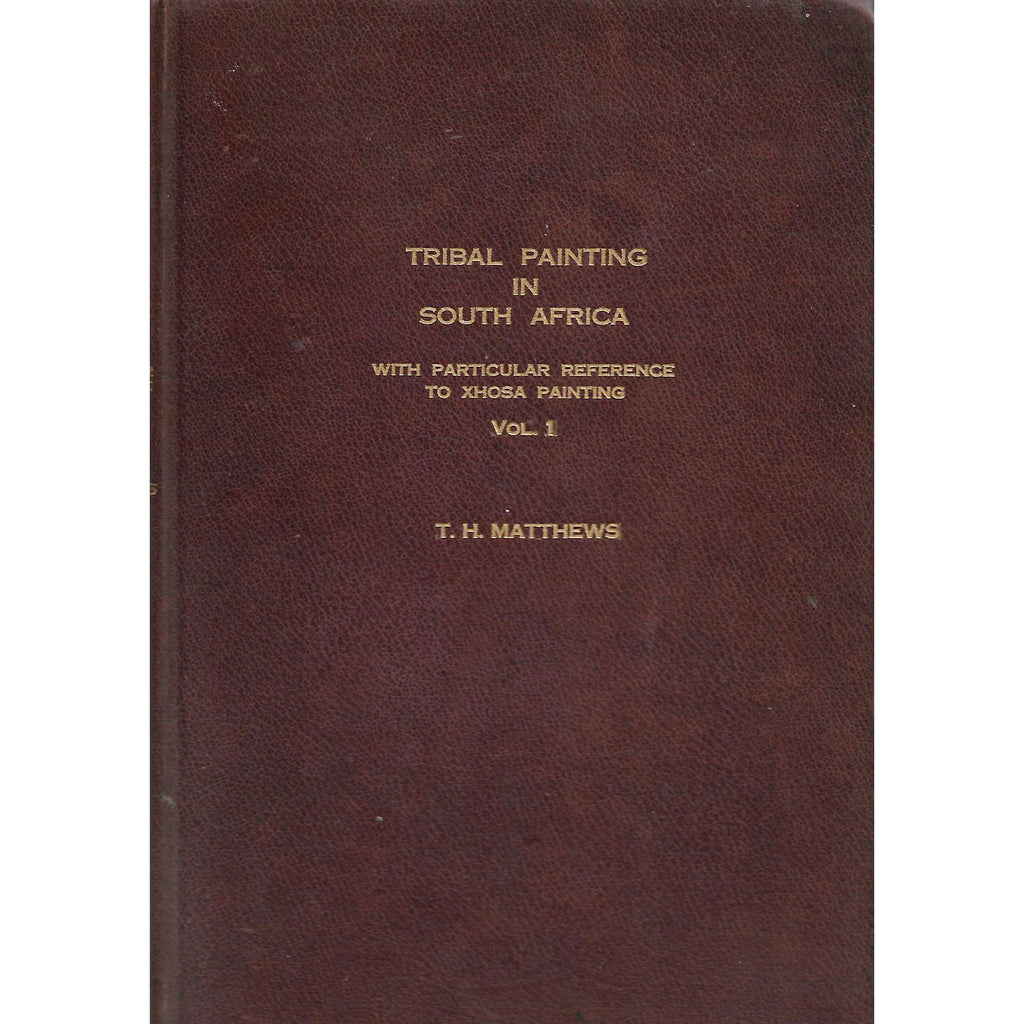 TRIBAL PAINTING
IN
SOUTH AFRICA
WITH PARTICULAR REFERENCE
TO XHOSA PAINTING
VOL. 1
T. H. MATTHEWS